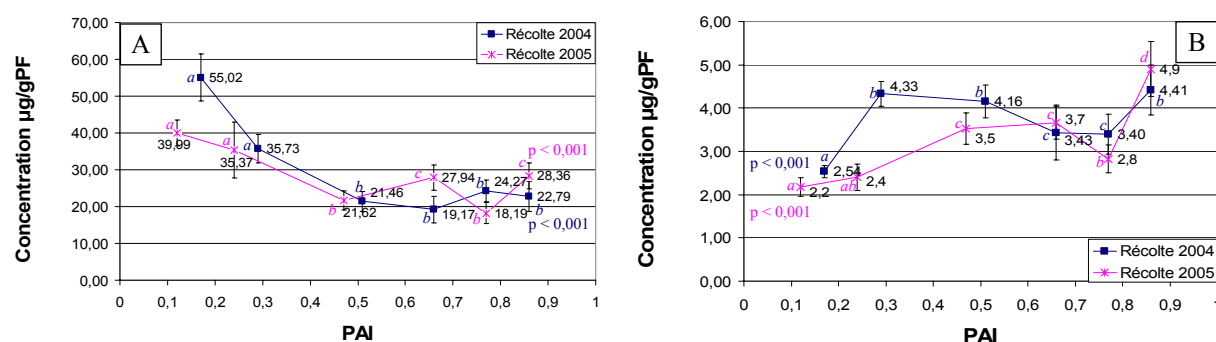 A
Concentration µg/gPF
70,00
60,00
50,00
40,00
30,00
20,00
10,00
0,00
Récolte 2004
Récolte 2005
a
55,02
a
39,99
a
35,37
a
35,73
b
21,62
b
21,46
c
27,94
b
19,17
b
24,27
b
18,19
c
28,36
b
22,79
p < 0,001
p < 0,001
0 0,1 0,2 0,3 0,4 0,5 0,6 0,7 0,8 0,9 1
PAI
B
Concentration µg/gPF
6,00
5,00
4,00
3,00
2,00
1,00
0,00
p < 0,001
p < 0,001
a
2,54
a
2,2
ab
2,4
b
4,33
b
4,16
c
3,5
c
3,7
c
3,43
c
3,40
b
2,8
d
4,9
b
4,41
Récolte 2004
Récolte 2005
0 0,1 0,2 0,3 0,4 0,5 0,6 0,7 0,8 0,9 1
PAI